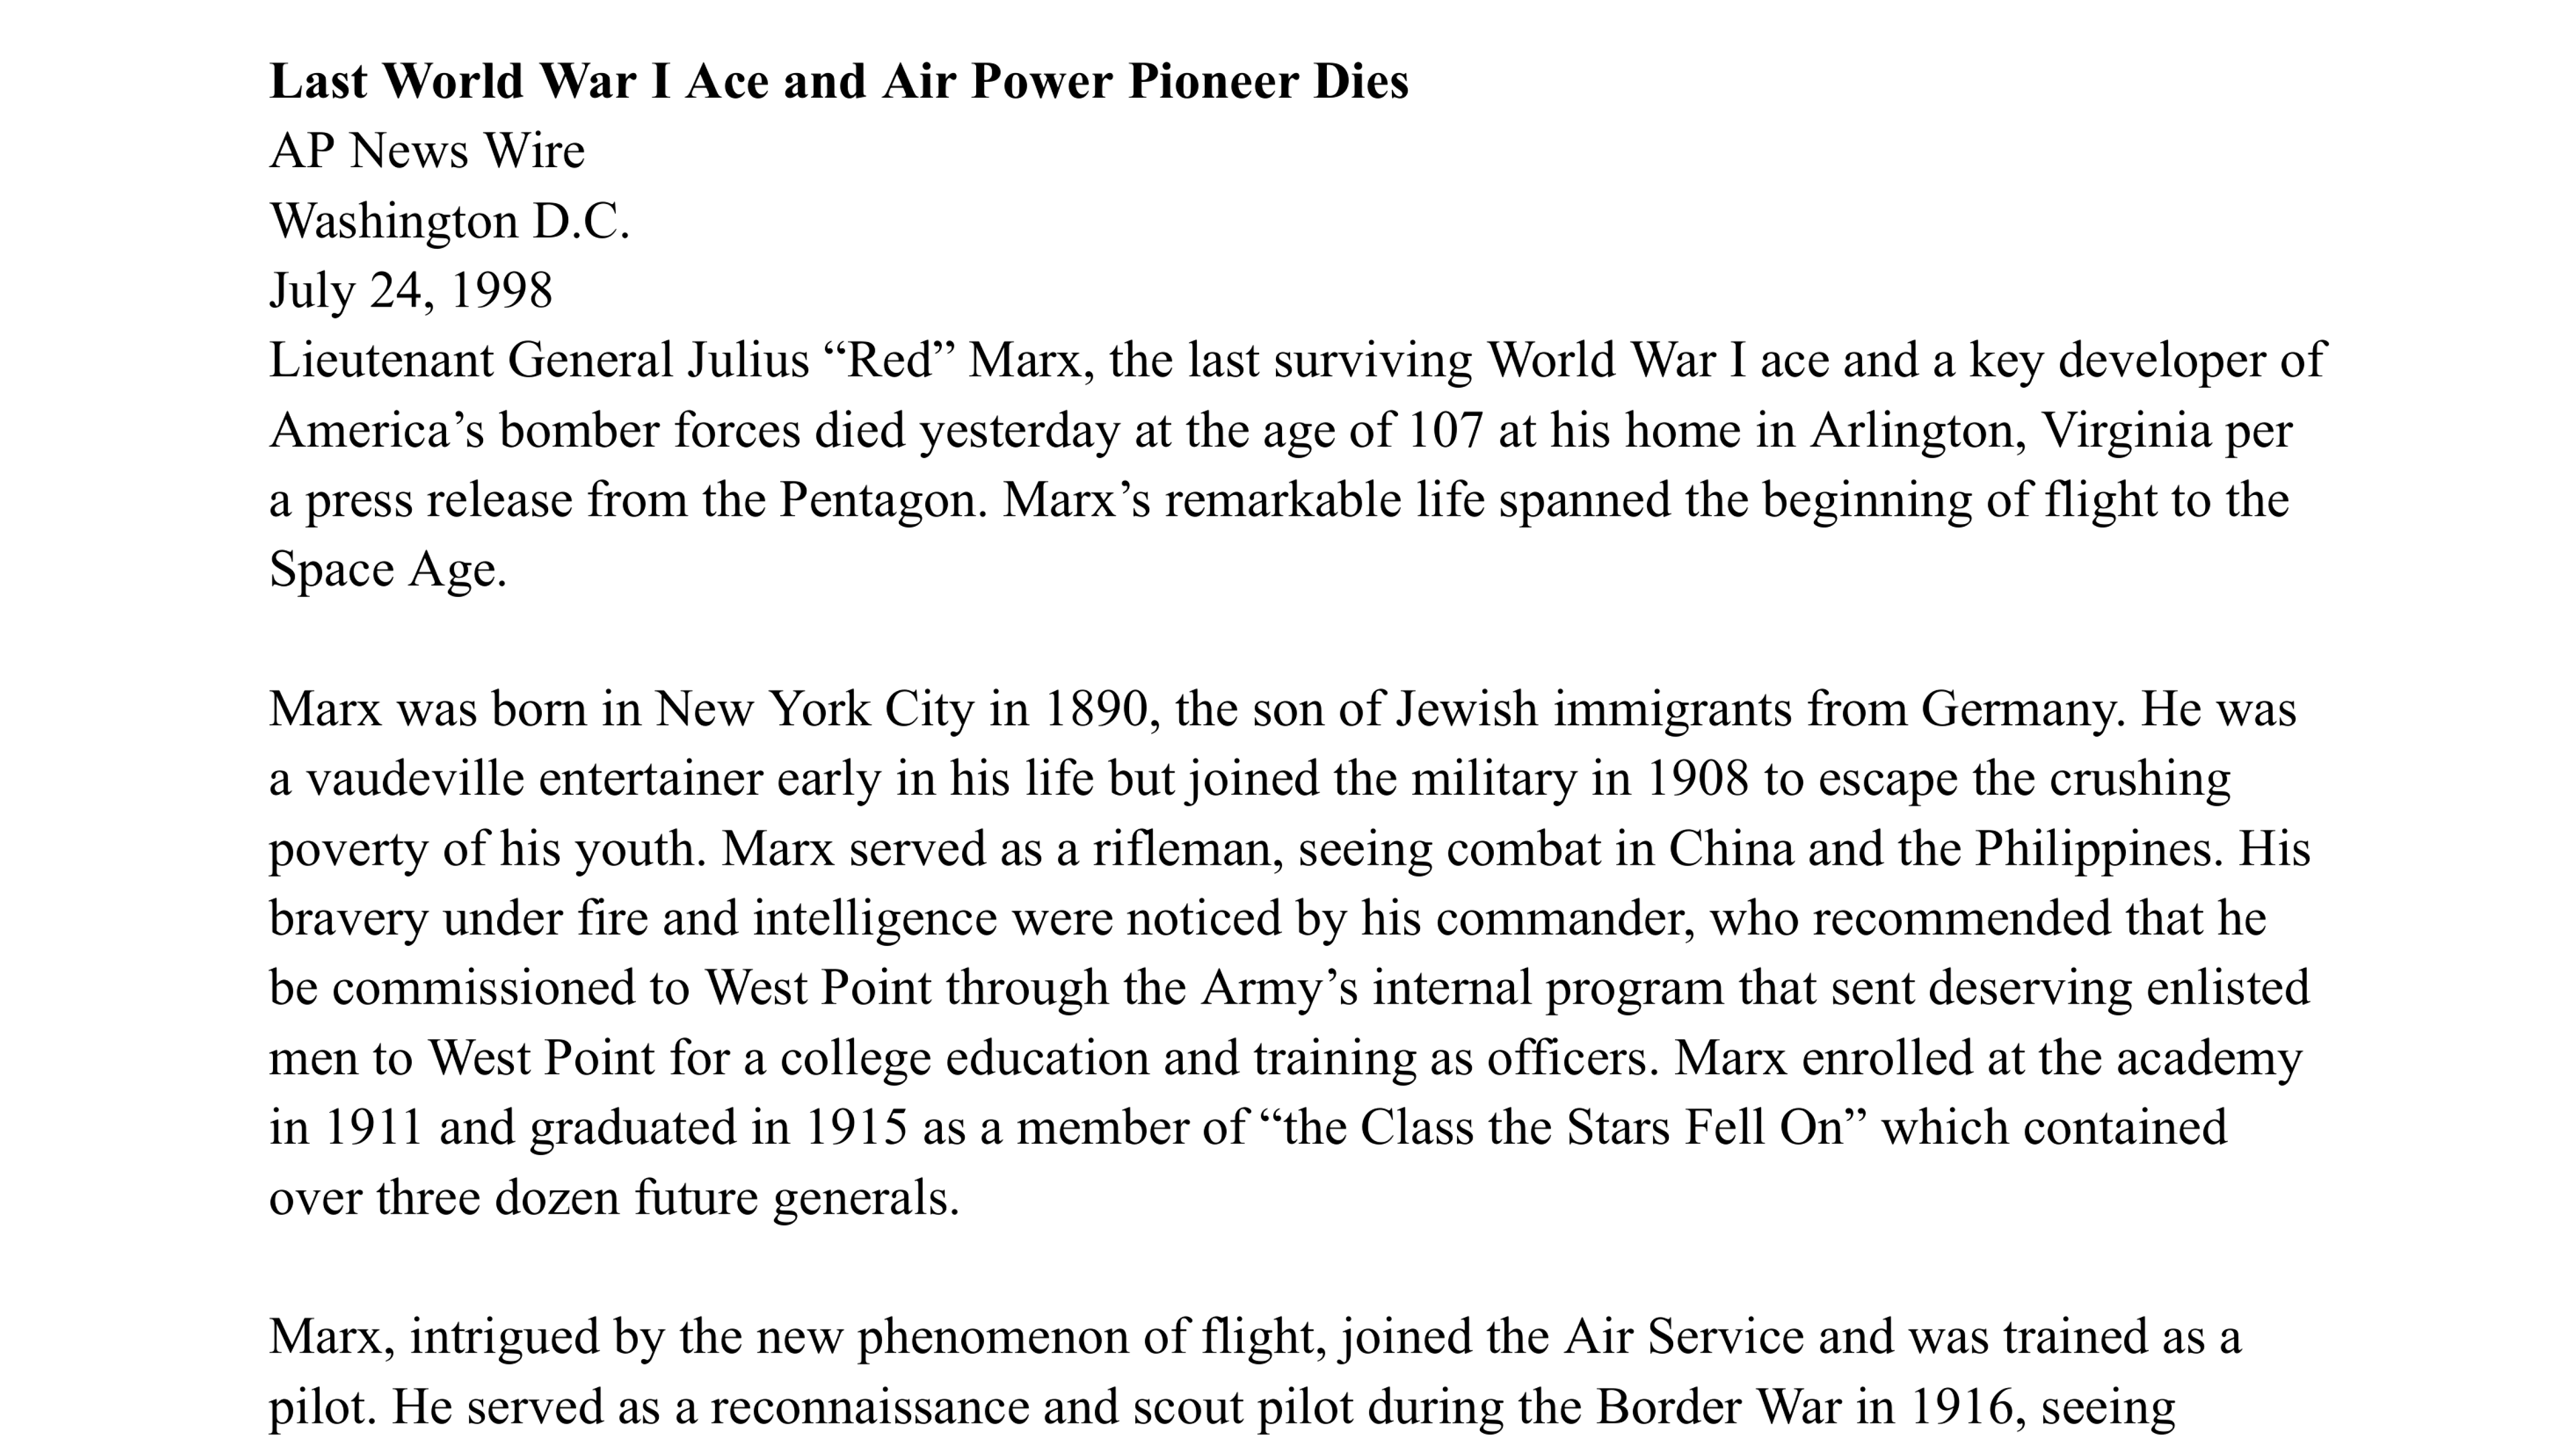 Last World War I Ace and Air Power Pioneer Dies
AP News Wire
Washington D.C.
July 24, 1998
Lieutenant General Julius “Red” Marx, the last surviving World War I ace and a key developer of
America’s bomber forces died yesterday at the age of 107 at his home in Arlington, Virginia per
a press release from the Pentagon. Marx’s remarkable life spanned the beginning of flight to the
Space Age.
Marx was born in New York City in 1890, the son of Jewish immigrants from Germany. He was
a vaudeville entertainer early in his life but joined the military in 1908 to escape the crushing
poverty of his youth. Marx served as a rifleman, seeing combat in China and the Philippines. His
bravery under fire and intelligence were noticed by his commander, who recommended that he
be commissioned to West Point through the Army’s internal program that sent deserving enlisted
men to West Point for a college education and training as officers. Marx enrolled at the academy
in 1911 and graduated in 1915 as a member of “the Class the Stars Fell On” which contained
over three dozen future generals.
Marx, intrigued by the new phenomenon of flight, joined the Air Service and was trained as a
pilot. He served as a reconnaissance and scout pilot during the Border War in 1916, seeing